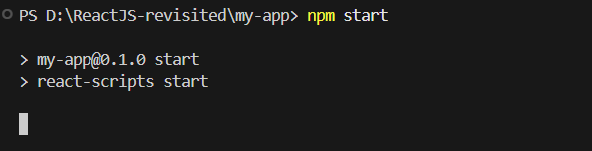 PS D:\ReactJS-revisited\my-app> npm start
> my-app@0.1.0 start
> react-scripts start